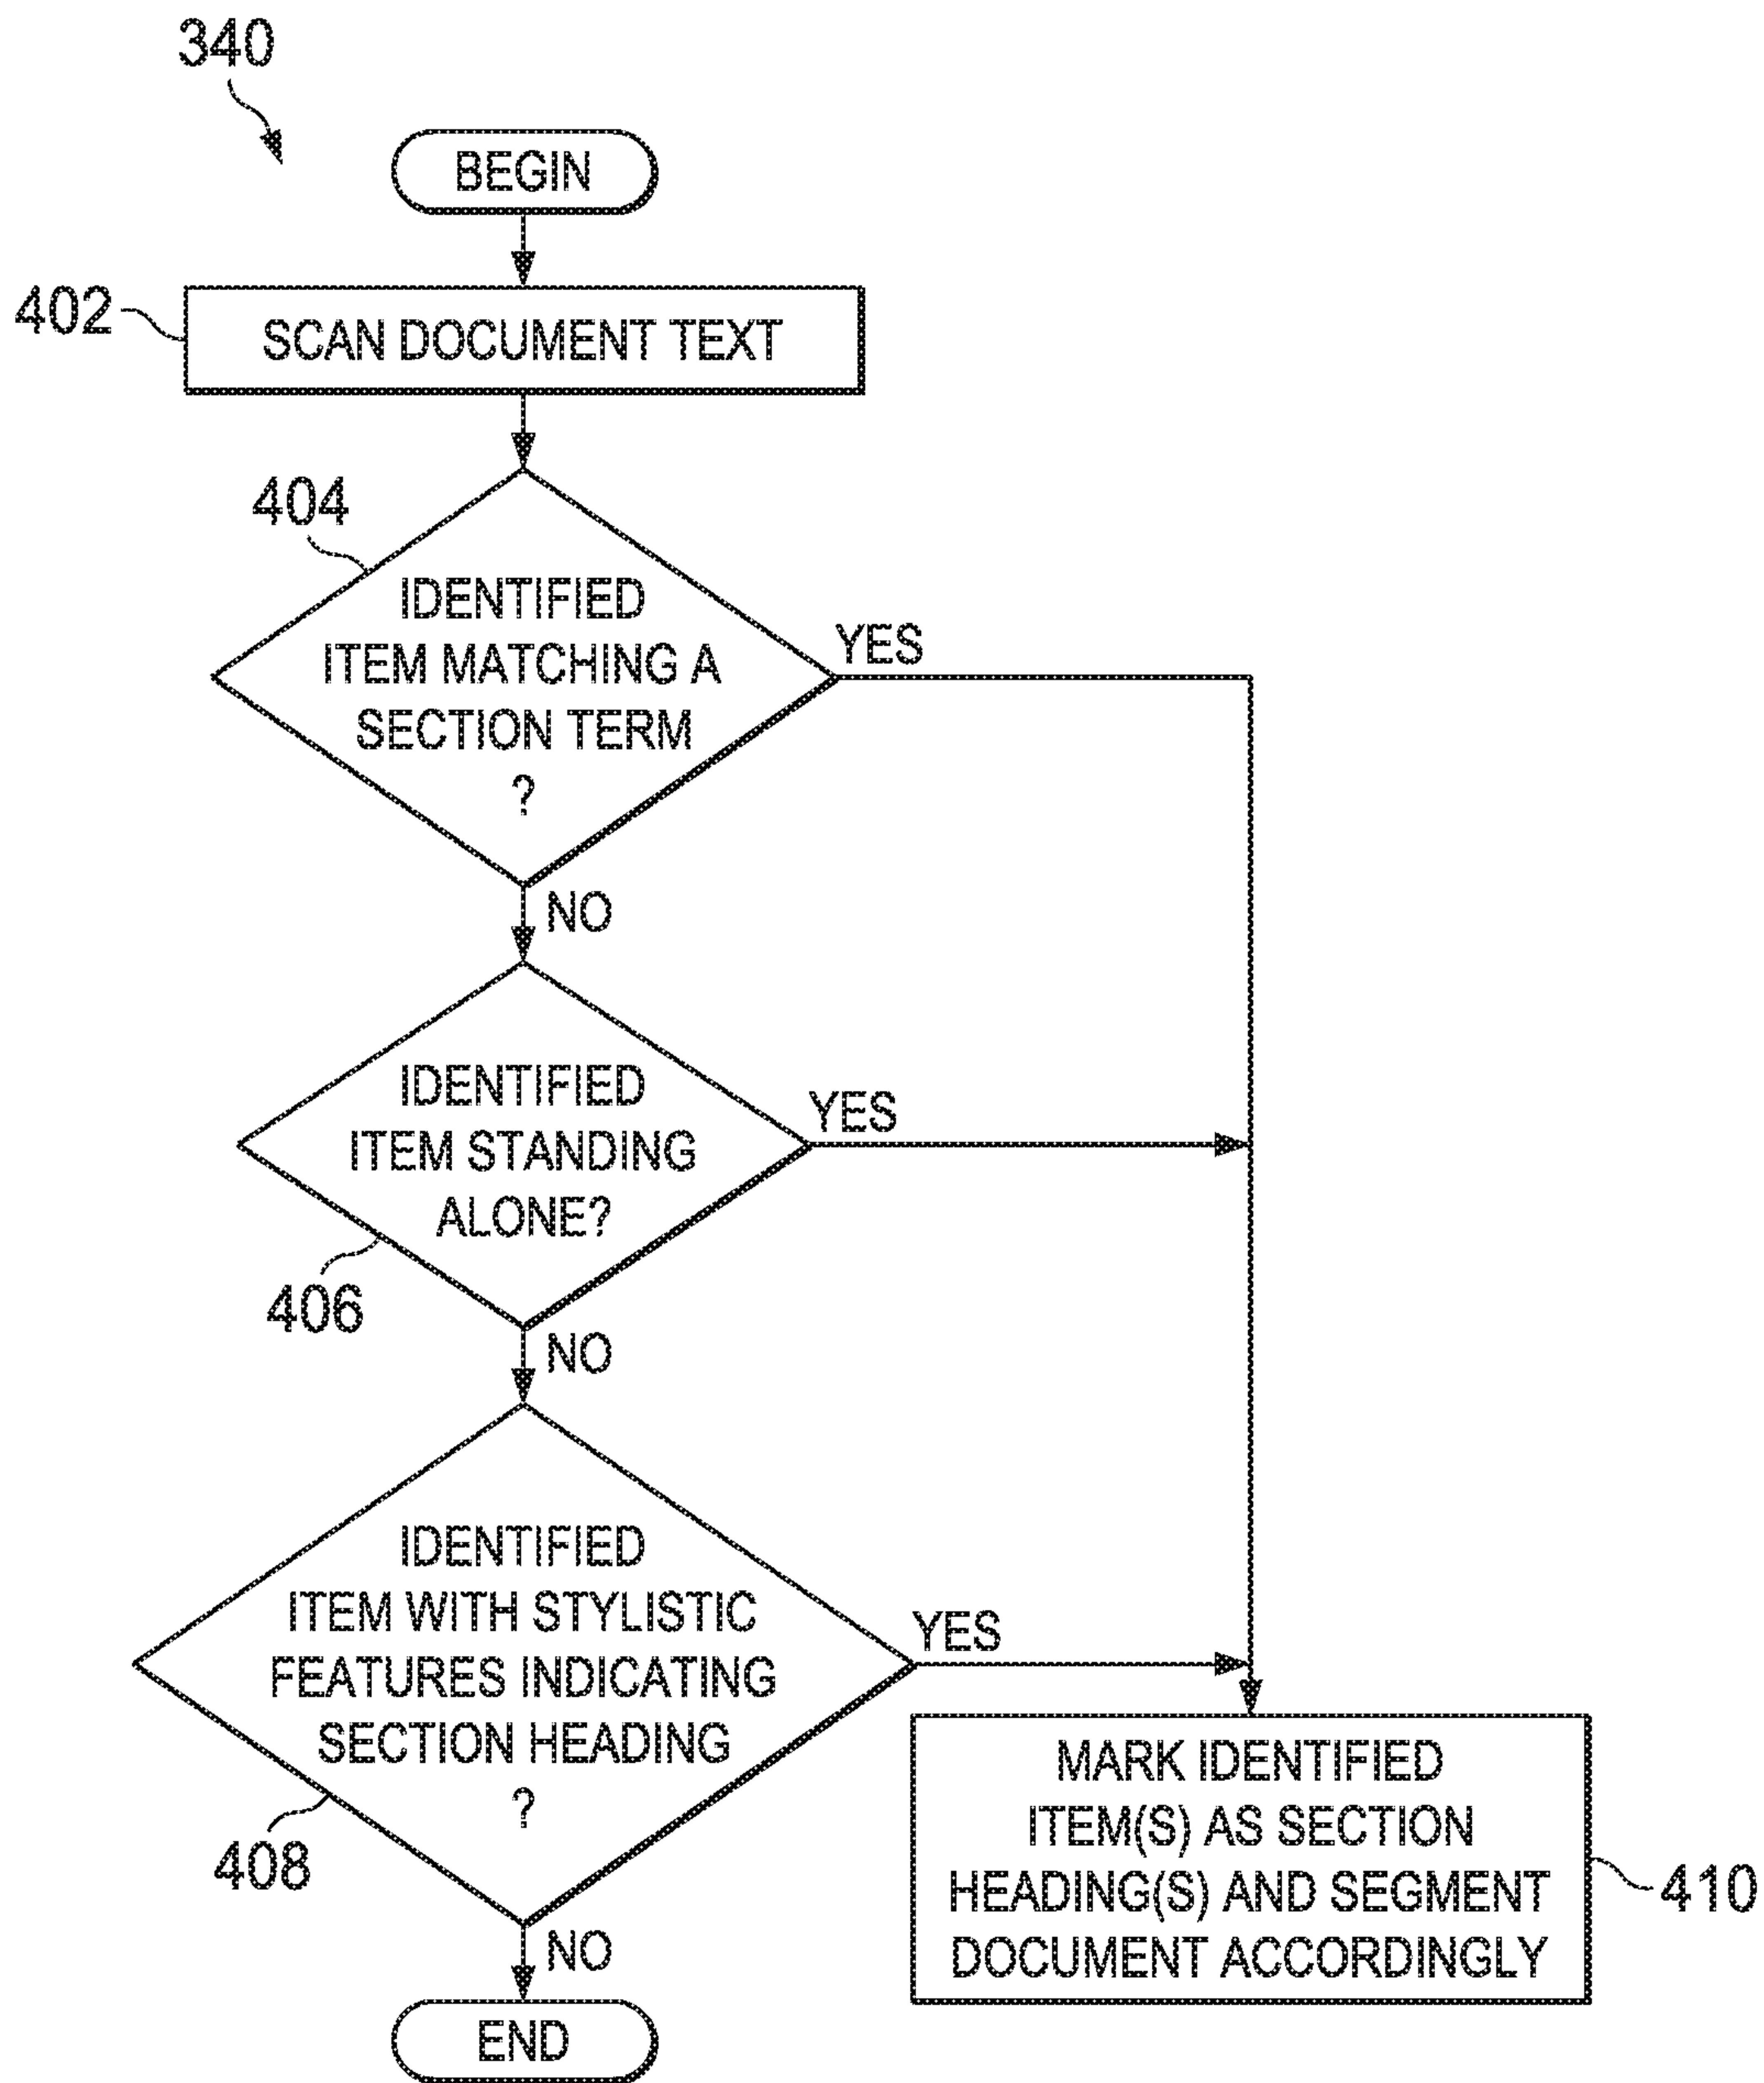 340
BEGIN
402
SCAN DOCUMENT TEXT
404
IDENTIFIED
ITEM MATCHING A
SECTION TERM
?
YES
NO
IDENTIFIED
ITEM STANDING
ALONE?
YES
406
NO
IDENTIFIED
ITEM WITH STYLISTIC
FEATURES INDICATING
SECTION HEADING
?
YES
408
NO
MARK IDENTIFIED
ITEM(S) AS SECTION
HEADING(S) AND SEGMENT
DOCUMENT ACCORDINGLY
410
END